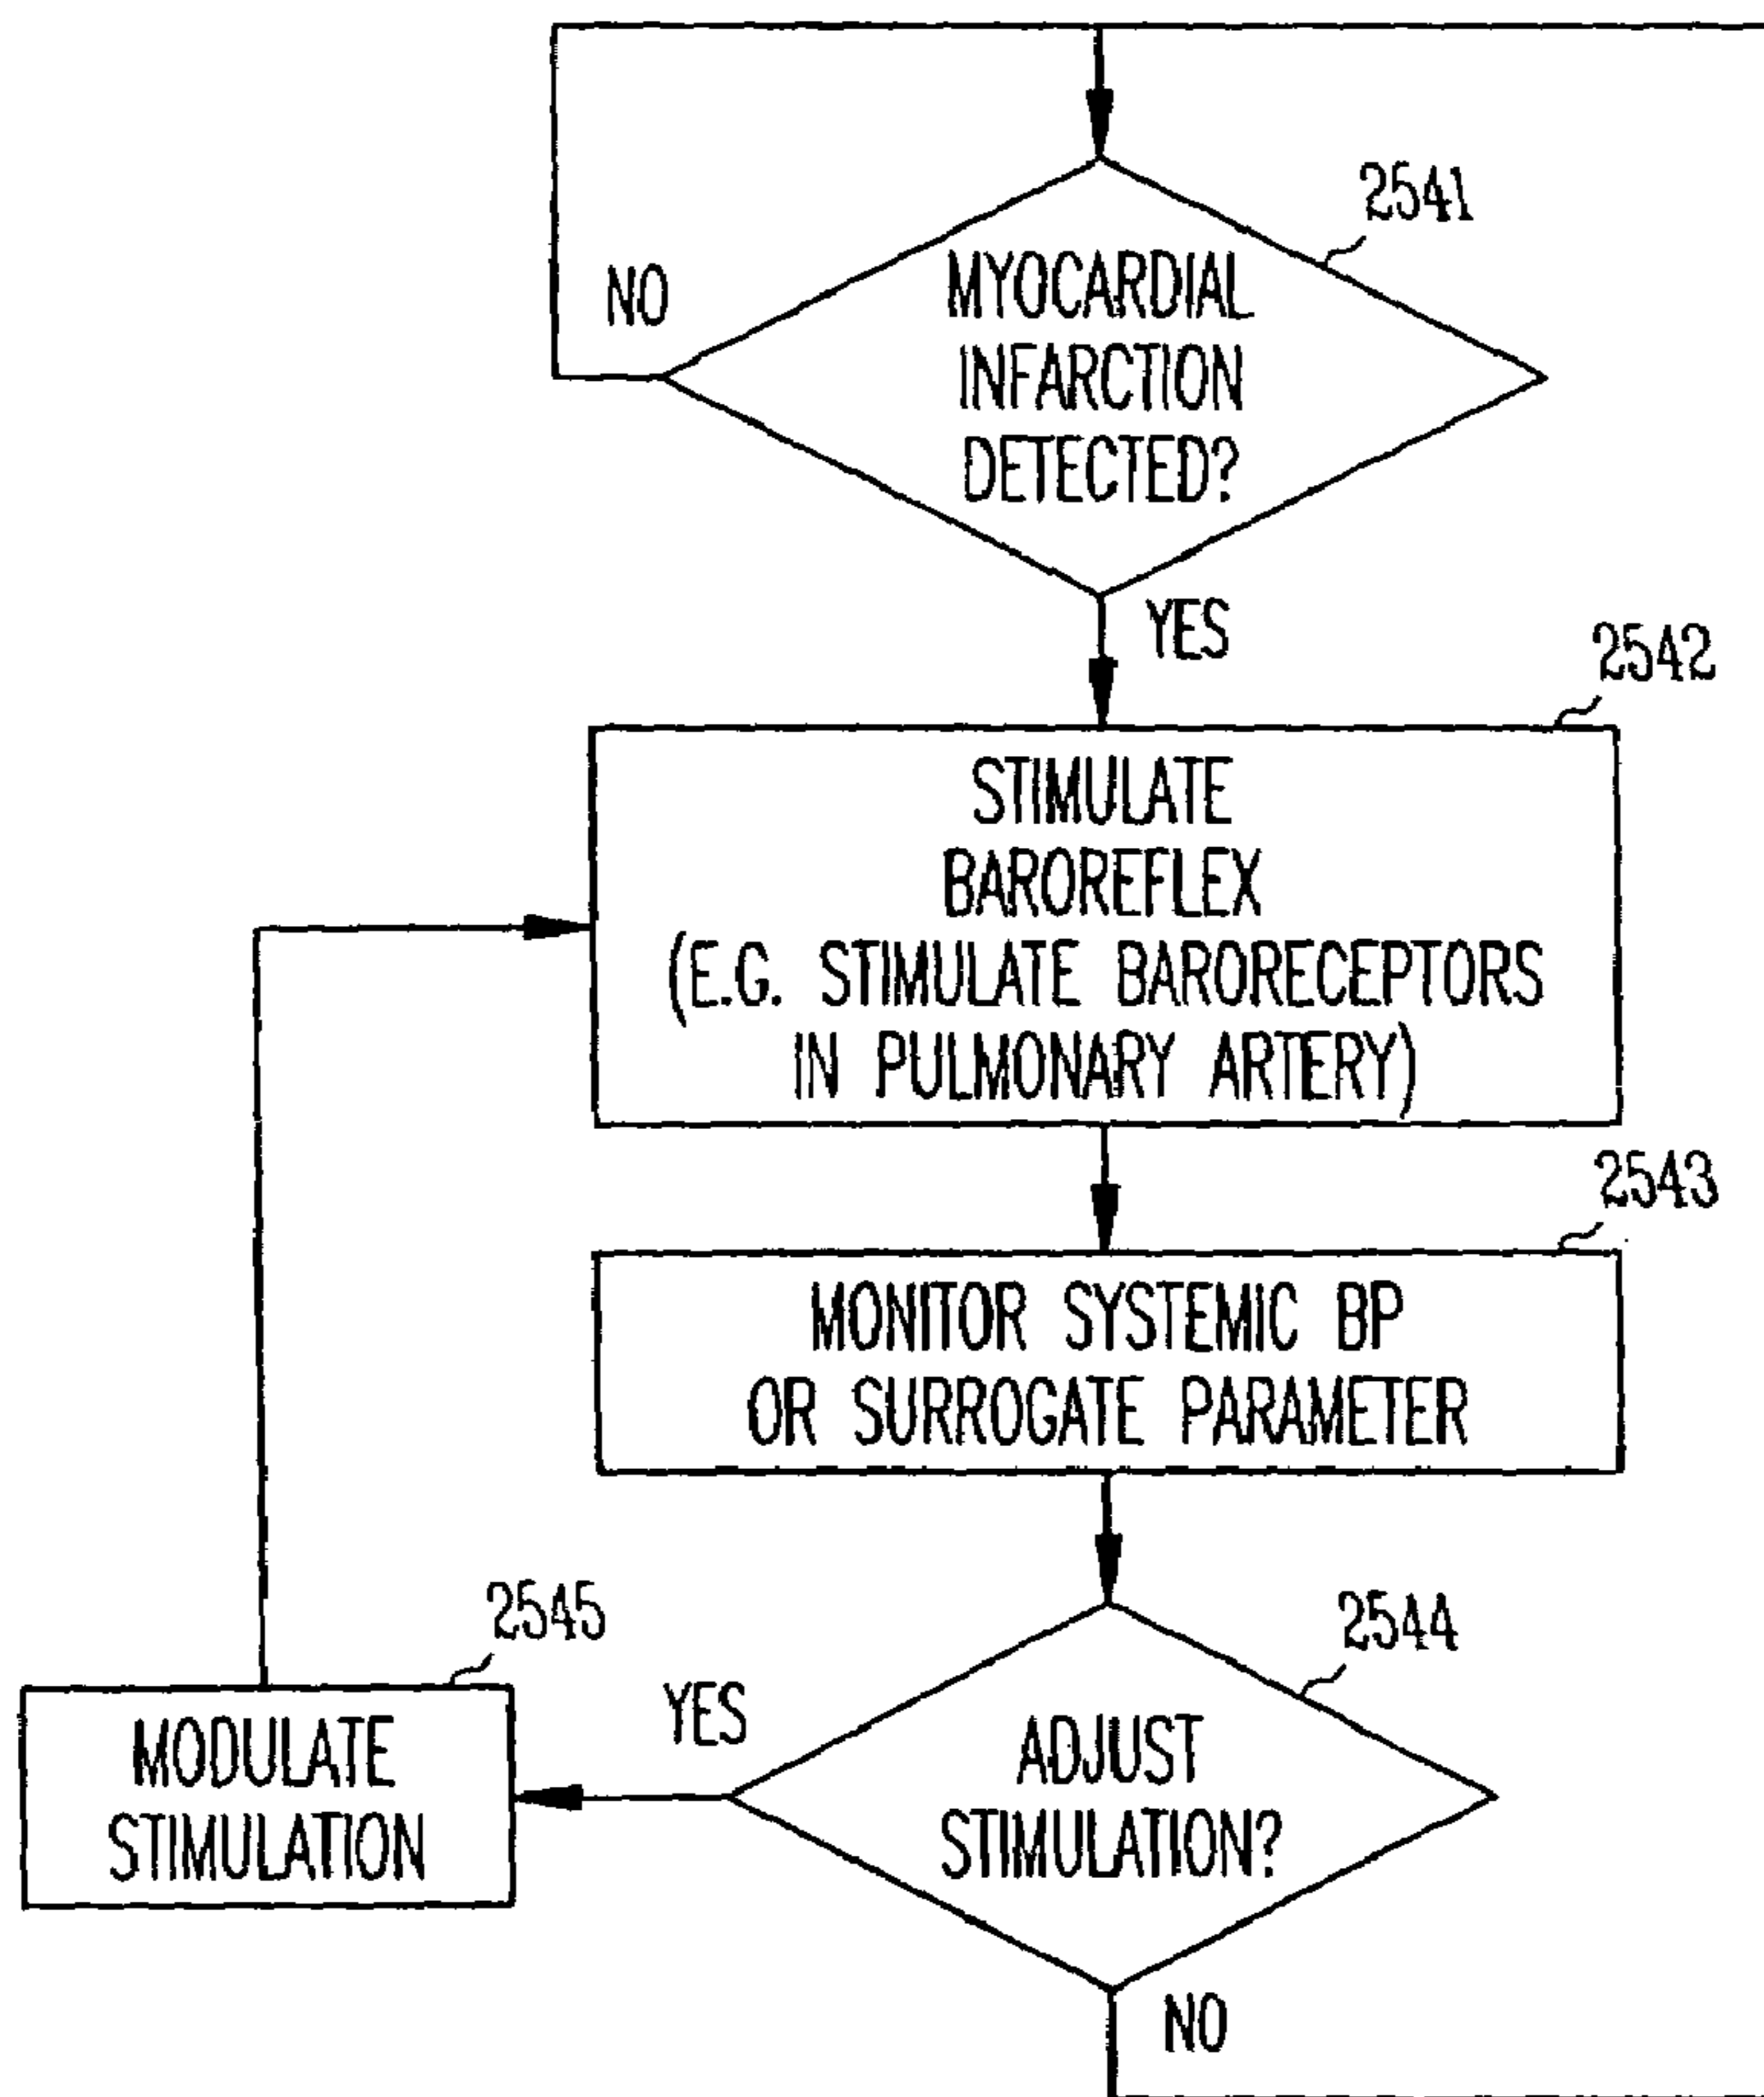 2541
NO
MYOCARDIAL
INFARCTION
DETECTED?
YES
2542
STIMULATE
BAROREFLEX
(E.G. STIMULATE BARORECEPTORS
IN PULMONARY ARTERY)
2543
MONITOR SYSTEMIC BP
OR SURROGATE PARAMETER
2545
2544
YES
MODULATE
STIMULATION
ADJUST
STIMULATION?
NO